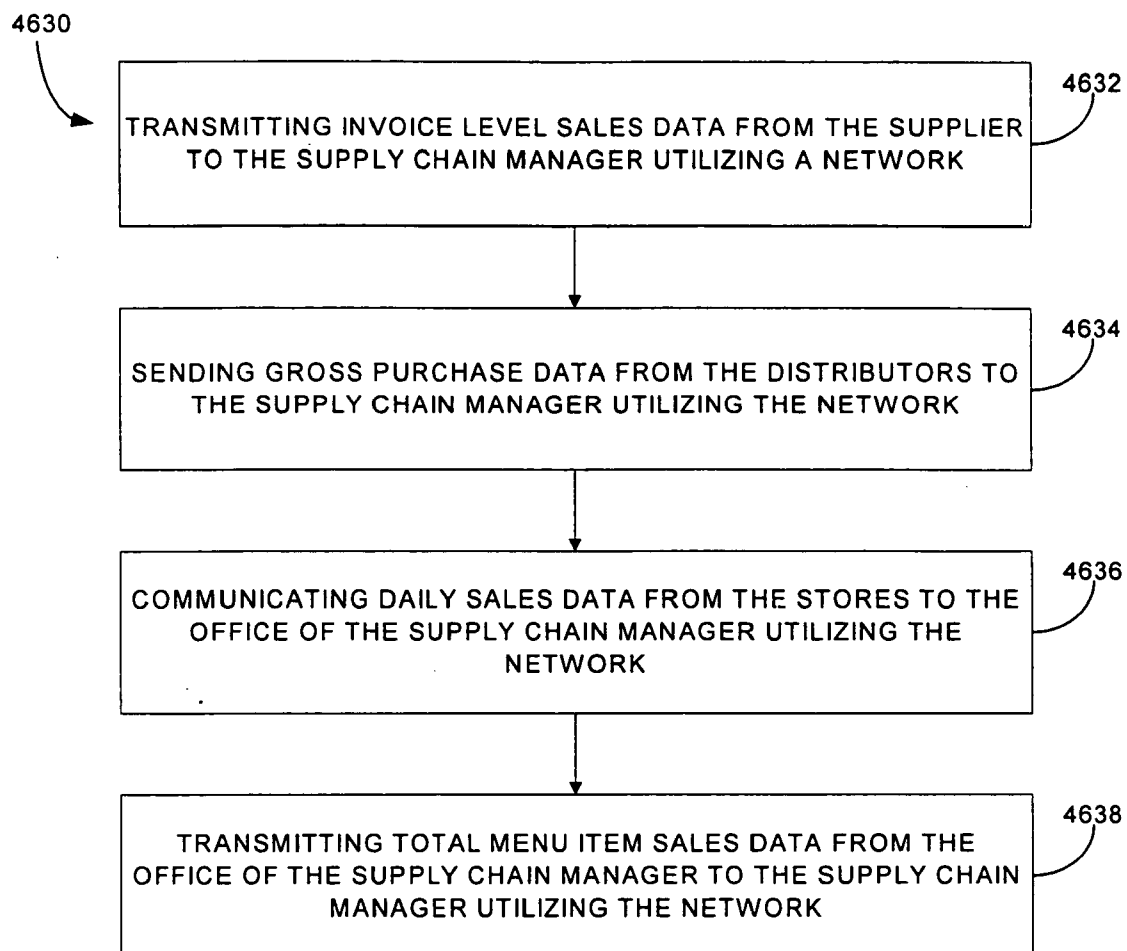 4630
4632
TRANSMITTING INVOICE LEVEL SALES DATA FROM THE SUPPLIER
TO THE SUPPLY CHAIN MANAGER UTILIZING A NETWORK
4634
SENDING GROSS PURCHASE DATA FROM THE DISTRIBUTORS TO
THE SUPPLY CHAIN MANAGER UTILIZING THE NETWORK
4636
COMMUNICATING DAILY SALES DATA FROM THE STORES TO THE
OFFICE OF THE SUPPLY CHAIN MANAGER UTILIZING THE
NETWORK
4638
TRANSMITTING TOTAL MENU ITEM SALES DATA FROM THE
OFFICE OF THE SUPPLY CHAIN MANAGER TO THE SUPPLY CHAIN
MANAGER UTILIZING THE NETWORK